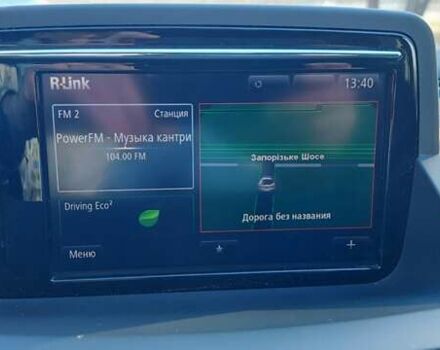 R-Link
13:40
FM 2
Станция
PowerFM - Музыка кантри
104.00 FM
Запорізьке Шосе
Driving Eco²
Дорога без названия
Меню
+